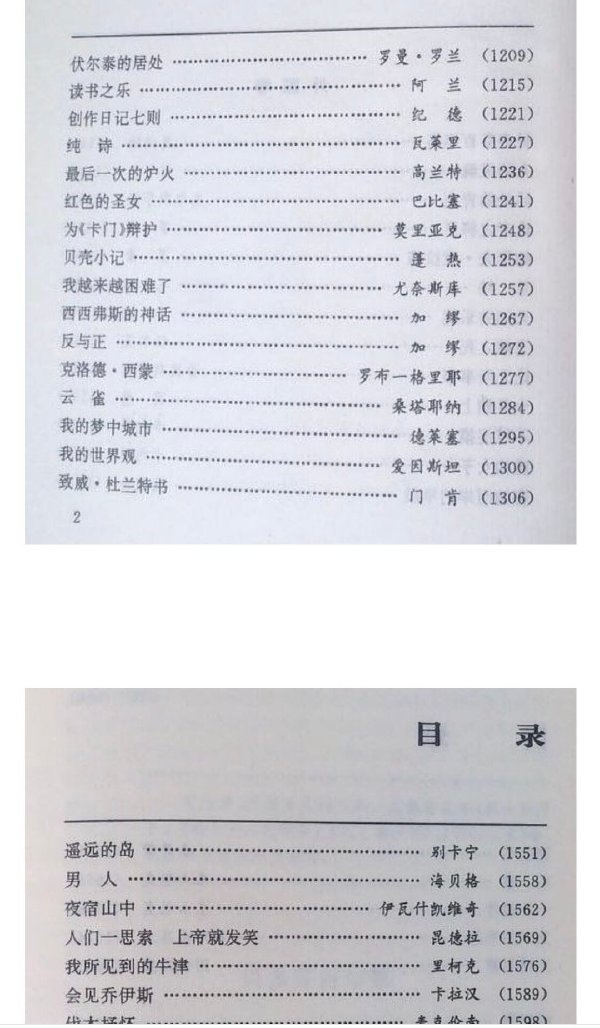 伏尔泰的居处 …………………………… 罗曼·罗兰 (1209)
读书之乐 …………………………… 阿 兰 (1215)
创作日记七则 …………………………… 纪 德 (1221)
纯 诗 …………………………… 瓦莱里 (1227)
最后一次的炉火 …………………………… 高兰特 (1236)
红色的圣女 …………………………… 巴比塞 (1241)
为《卡门》辩护 …………………………… 莫里亚克 (1248)
贝壳小记 …………………………… 蓬 热 (1253)
我越来越困难了 …………………………… 尤奈斯库 (1257)
西西弗斯的神话 …………………………… 加 缪 (1267)
反与正 …………………………… 加 缪 (1272)
克洛德·西蒙 …………………………… 罗布一格里耶 (1277)
云 雀 …………………………… 桑塔耶纳 (1284)
我的梦中城市 …………………………… 德莱塞 (1295)
我的世界观 …………………………… 爱因斯坦 (1300)
致威·杜兰特书 …………………………… 门 肯 (1306)
2
目 录
遥远的岛 …………………………… 别卡宁 (1551)
男 人 …………………………… 海贝格 (1558)
夜宿山中 …………………………… 伊瓦什凯维奇 (1562)
人们一思索 上帝就发笑 …………………………… 昆德拉 (1569)
我所见到的牛津 …………………………… 里柯克 (1576)
会见乔伊斯 …………………………… 卡拉汉 (1589)